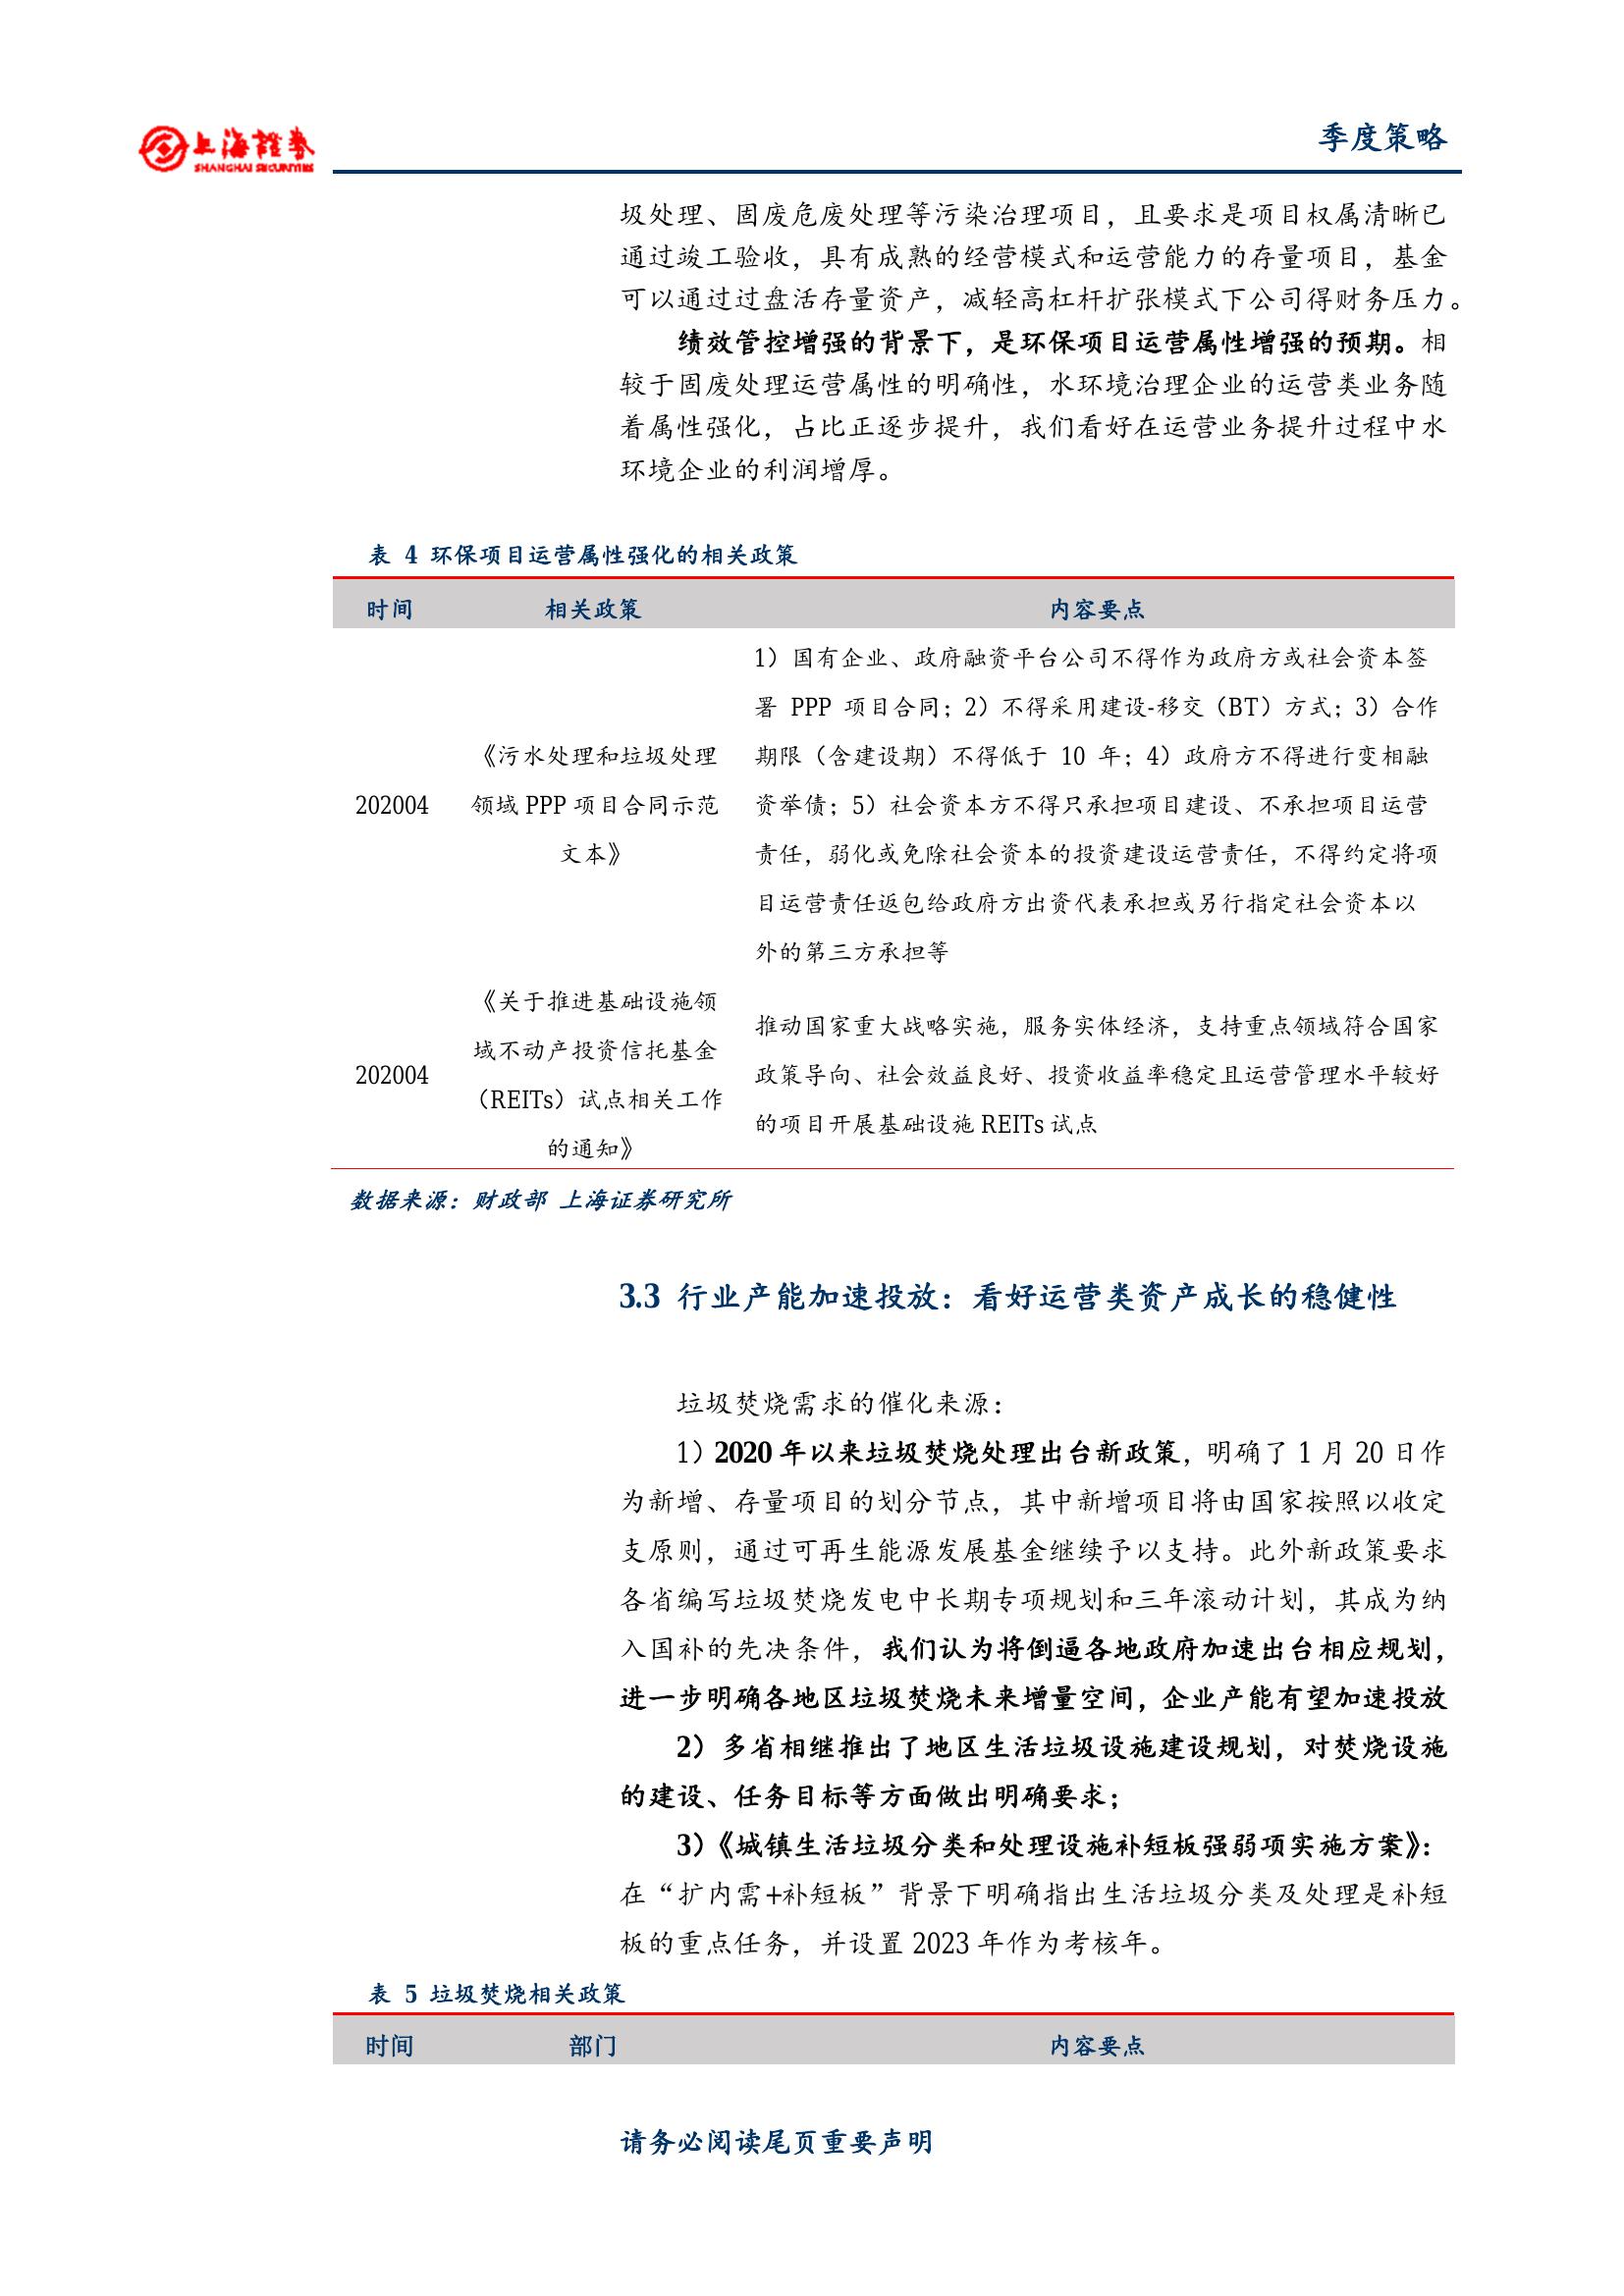 上海證券
SHANGHAI SECURITIES
季度策略
圾处理、固废危废处理等污染治理项目，且要求是项目权属清晰已
通过竣工验收，具有成熟的经营模式和运营能力的存量项目，基金
可以通过过盘活存量资产，减轻高杠杆扩张模式下公司得财务压力。
绩效管控增强的背景下，是环保项目运营属性增强的预期。相
较于固废处理运营属性的明确性，水环境治理企业的运营类业务随
着属性强化，占比正逐步提升，我们看好在运营业务提升过程中水
环境企业的利润增厚。
表 4 环保项目运营属性强化的相关政策
时间 相关政策 内容要点
1）国有企业、政府融资平台公司不得作为政府方或社会资本签
署 PPP 项目合同；2）不得采用建设-移交（BT）方式；3）合作
《污水处理和垃圾处理 期限（含建设期）不得低于 10 年；4）政府方不得进行变相融
202004 领域 PPP 项目合同示范 资举债；5）社会资本方不得只承担项目建设、不承担项目运营
文本》 责任，弱化或免除社会资本的投资建设运营责任，不得约定将项
目运营责任返包给政府方出资代表承担或另行指定社会资本以
外的第三方承担等
《关于推进基础设施领
域不动产投资信托基金
（REITs）试点相关工作
的通知》
202004
推动国家重大战略实施，服务实体经济，支持重点领域符合国家
政策导向、社会效益良好、投资收益率稳定且运营管理水平较好
的项目开展基础设施 REITs 试点
数据来源：财政部 上海证券研究所
3.3 行业产能加速投放：看好运营类资产成长的稳健性
垃圾焚烧需求的催化来源：
1）2020 年以来垃圾焚烧处理出台新政策，明确了 1 月 20 日作
为新增、存量项目的划分节点，其中新增项目将由国家按照以收定
支原则，通过可再生能源发展基金继续予以支持。此外新政策要求
各省编写垃圾焚烧发电中长期专项规划和三年滚动计划，其成为纳
入国补的先决条件，我们认为将倒逼各地政府加速出台相应规划，
进一步明确各地区垃圾焚烧未来增量空间，企业产能有望加速投放
2）多省相继推出了地区生活垃圾设施建设规划，对焚烧设施
的建设、任务目标等方面做出明确要求；
3）《城镇生活垃圾分类和处理设施补短板强弱项实施方案》：
在“扩内需+补短板”背景下明确指出生活垃圾分类及处理是补短
板的重点任务，并设置 2023 年作为考核年。
表 5 垃圾焚烧相关政策
时间 部门 内容要点
请务必阅读尾页重要声明